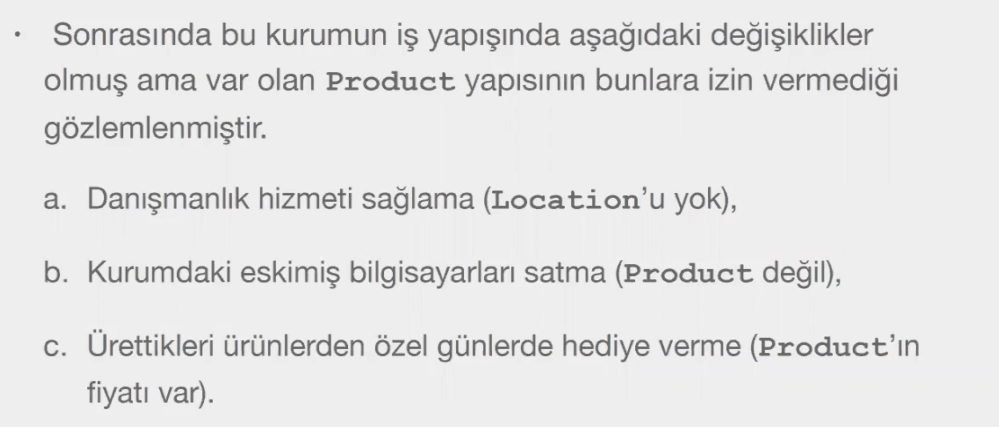 • Sonrasında bu kurumun iş yapışında aşağıdaki değişiklikler
olmuş ama var olan Product yapısının bunlara izin vermediği
gözlemlenmiştir.
a. Danışmanlık hizmeti sağlama (Location'u yok),
b. Kurumdaki eskimiş bilgisayarları satma (Product değil),
c. Ürettikleri ürünlerden özel günlerde hediye verme (Product'ın
fiyatı var).